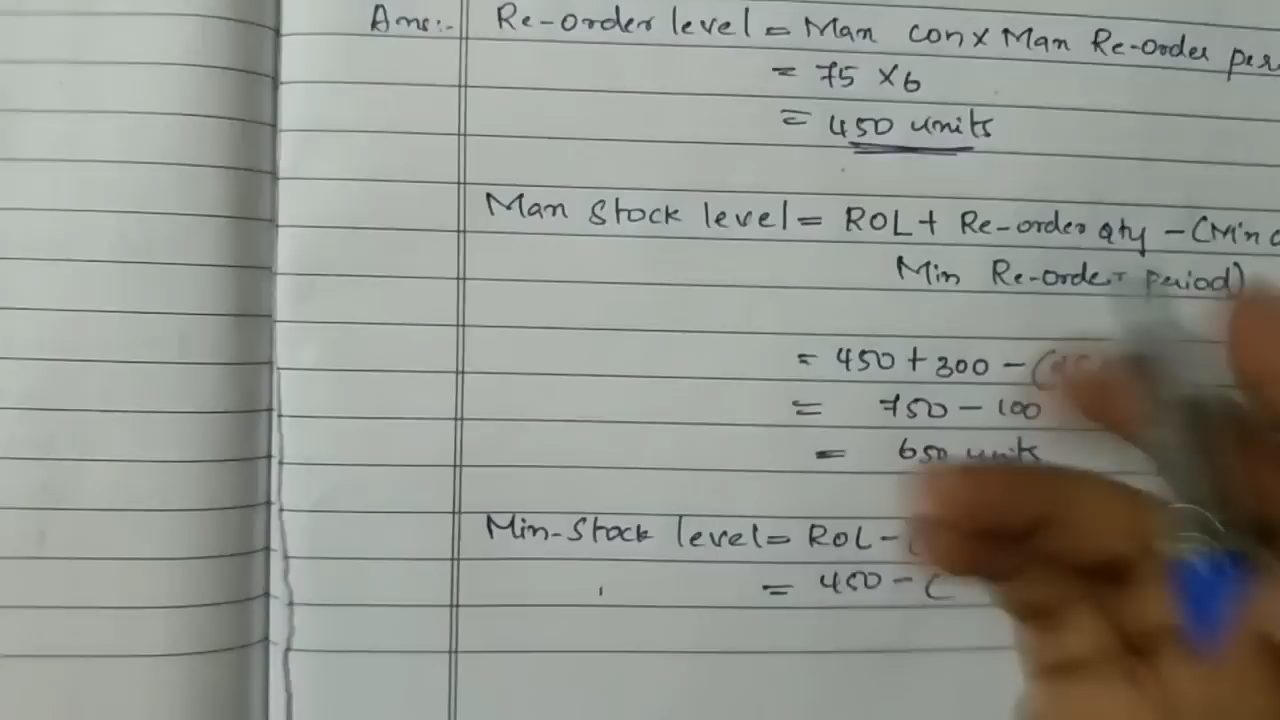 Ans:- Re-order level = Max con x Max Re-order per
= 75 x 6
= 450 units
Max Stock level = ROL + Re-order qty - (Min c
Min Re-order period)
= 450 + 300 - (
= 750 - 100
= 650 units
Min-Stock level = ROL - (
= 450 - (